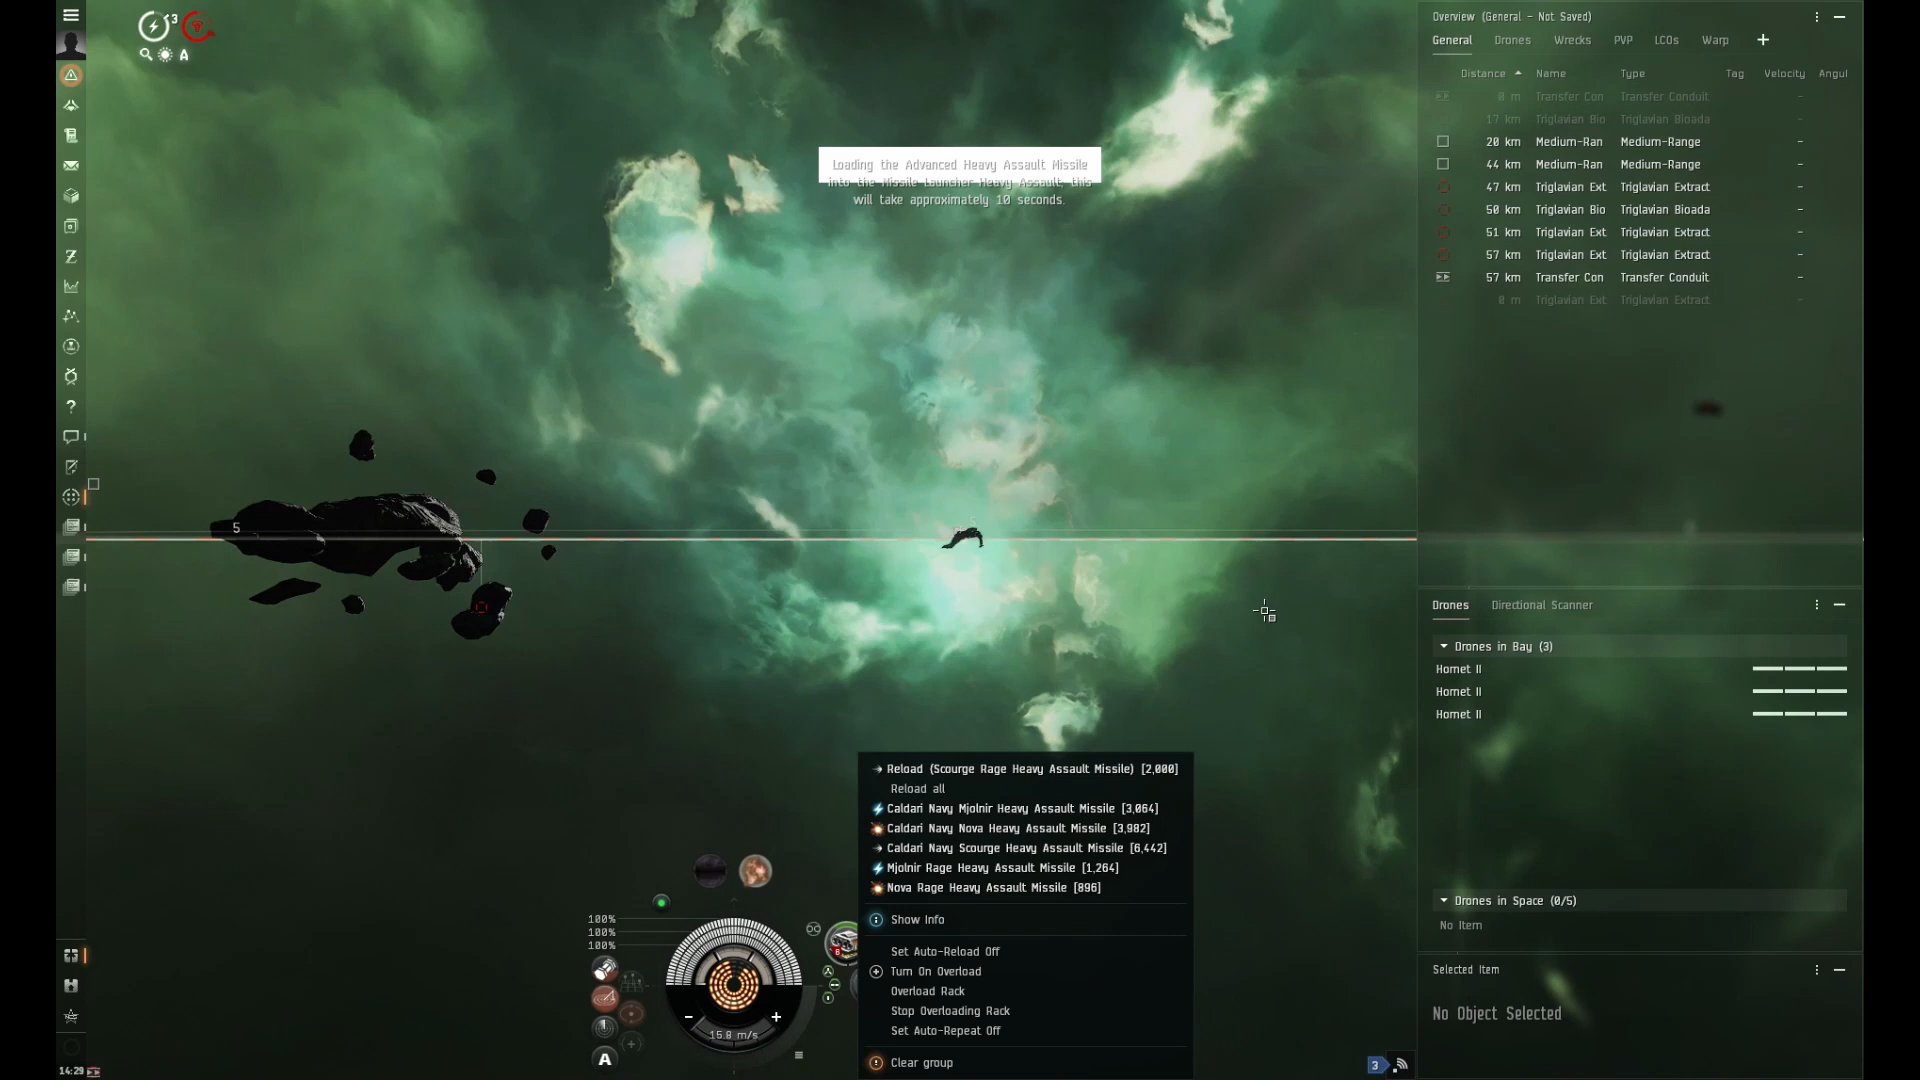 3
A
Loading the Advanced Heavy Assault Missile
into the Missile Launcher Heavy Assault, this
will take approximately 10 seconds.
5
Overview (General - Not Saved)
General Drones Wrecks PVP LCOs Warp +
Distance Name Type Tag Velocity Angul
0 m Transfer Con Transfer Conduit -
17 km Triglavian Bio Triglavian Bioada -
20 km Medium-Ran Medium-Range -
44 km Medium-Ran Medium-Range -
47 km Triglavian Ext Triglavian Extract -
50 km Triglavian Bio Triglavian Bioada -
51 km Triglavian Ext Triglavian Extract -
57 km Triglavian Ext Triglavian Extract -
57 km Transfer Con Transfer Conduit -
0 m Triglavian Ext Triglavian Extract -
Drones Directional Scanner
Drones in Bay (3)
Hornet II
Hornet II
Hornet II
Drones in Space (0/5)
No Item
Selected Item
No Object Selected
Reload (Scourge Rage Heavy Assault Missile) [2,000]
Reload all
Caldari Navy Mjolnir Heavy Assault Missile [3,064]
Caldari Navy Nova Heavy Assault Missile [3,982]
Caldari Navy Scourge Heavy Assault Missile [6,442]
Mjolnir Rage Heavy Assault Missile [1,264]
Nova Rage Heavy Assault Missile [896]
Show Info
Set Auto-Reload Off
Turn On Overload
Overload Rack
Stop Overloading Rack
Set Auto-Repeat Off
Clear group
100%
100%
100%
15.8 m/s
A
3
14:29